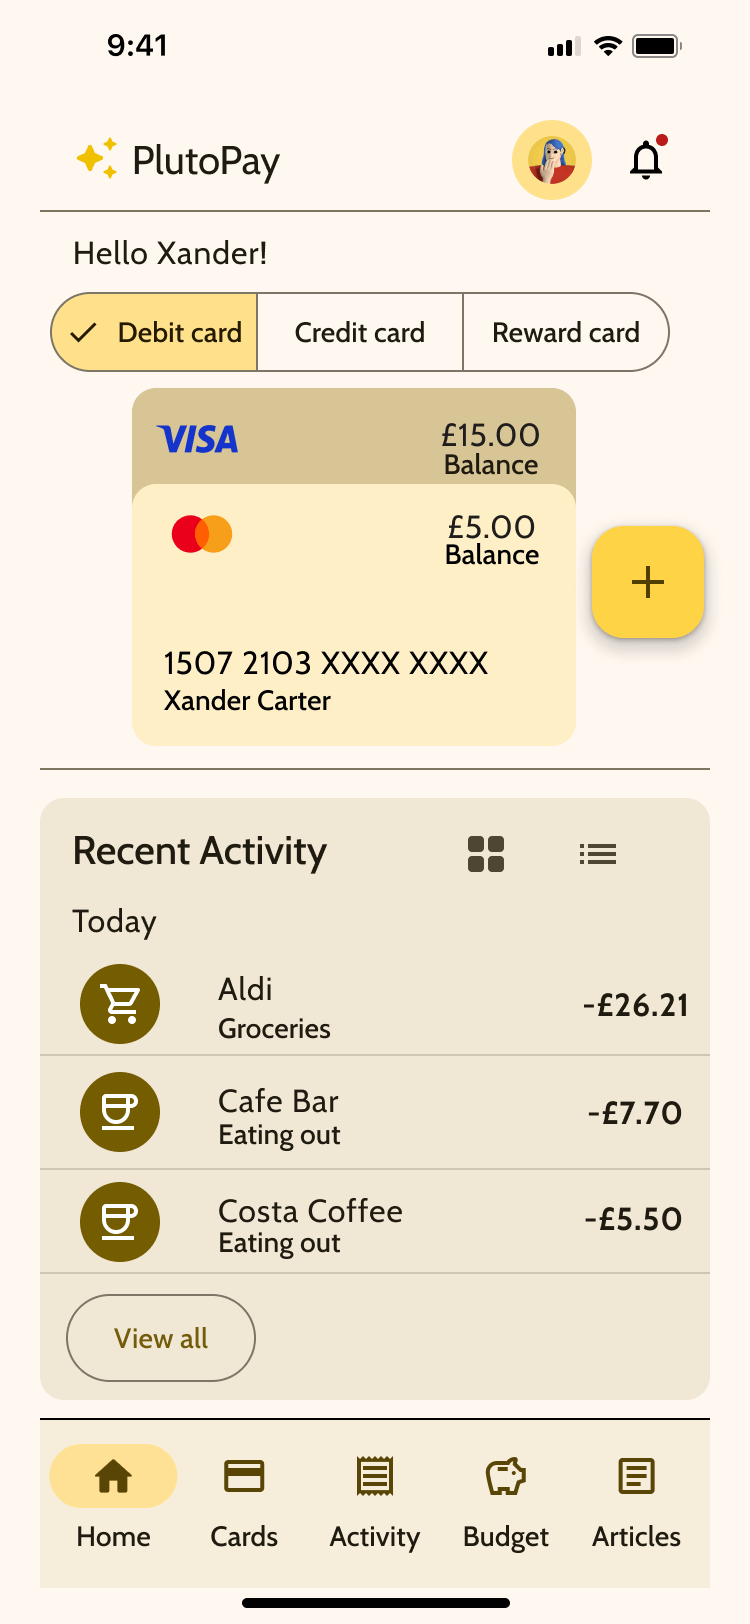 9:41
PlutoPay
Hello Xander!
Debit card Credit card Reward card
VISA £15.00
Balance
£5.00
Balance
1507 2103 XXXX XXXX
Xander Carter
Recent Activity
Today
Aldi
Groceries
-£26.21
Cafe Bar
Eating out
-£7.70
Costa Coffee
Eating out
-£5.50
View all
Home Cards Activity Budget Articles